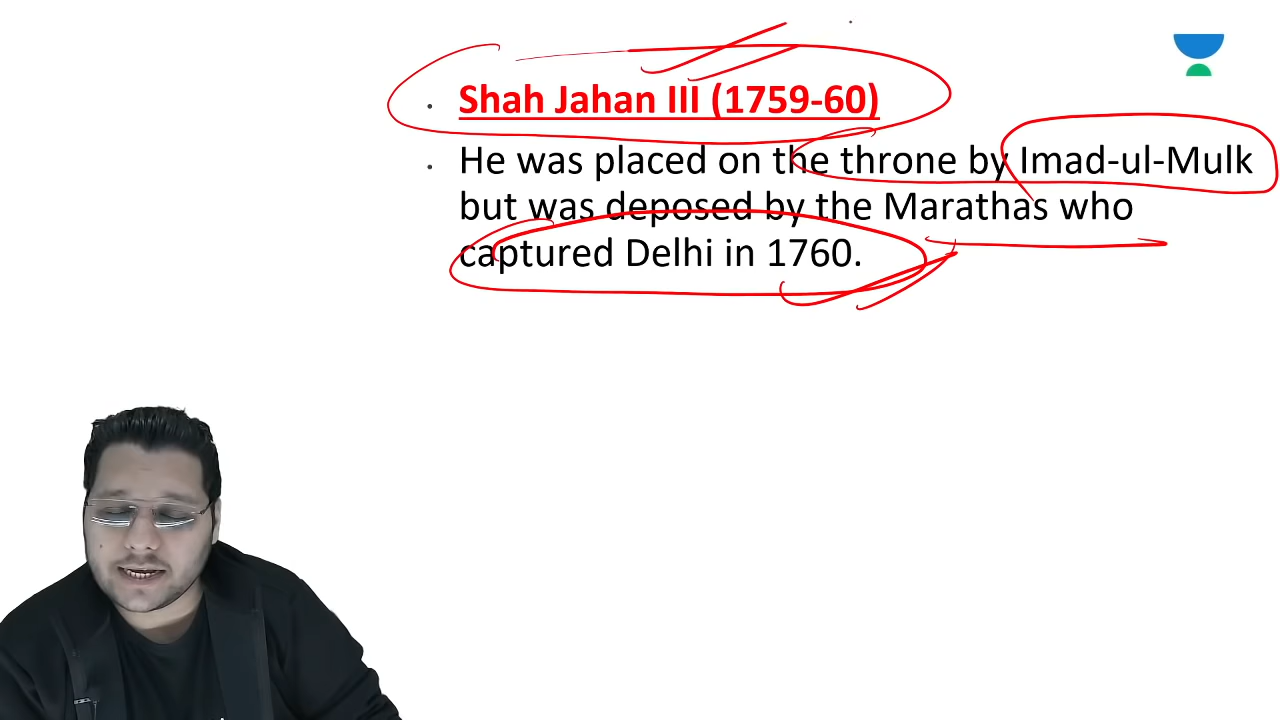 Shah Jahan III (1759-60)
He was placed on the throne by Imad-ul-Mulk
but was deposed by the Marathas who
captured Delhi in 1760.